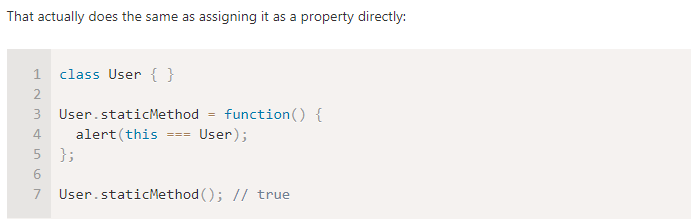 That actually does the same as assigning it as a property directly:
1 class User { }
2
3 User.staticMethod = function() {
4   alert(this === User);
5 };
6
7 User.staticMethod(); // true